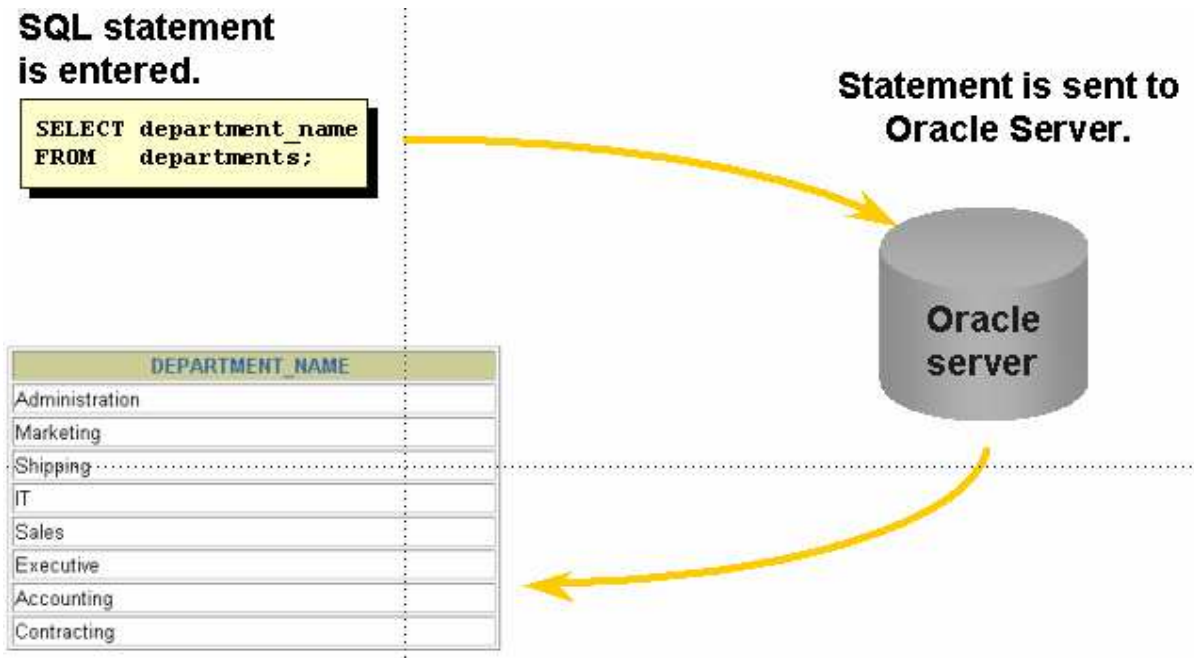 SQL statement
is entered.
SELECT department_name
FROM departments;
Statement is sent to
Oracle Server.
Oracle
server
DEPARTMENT_NAME
Administration
Marketing
Shipping
IT
Sales
Executive
Accounting
Contracting